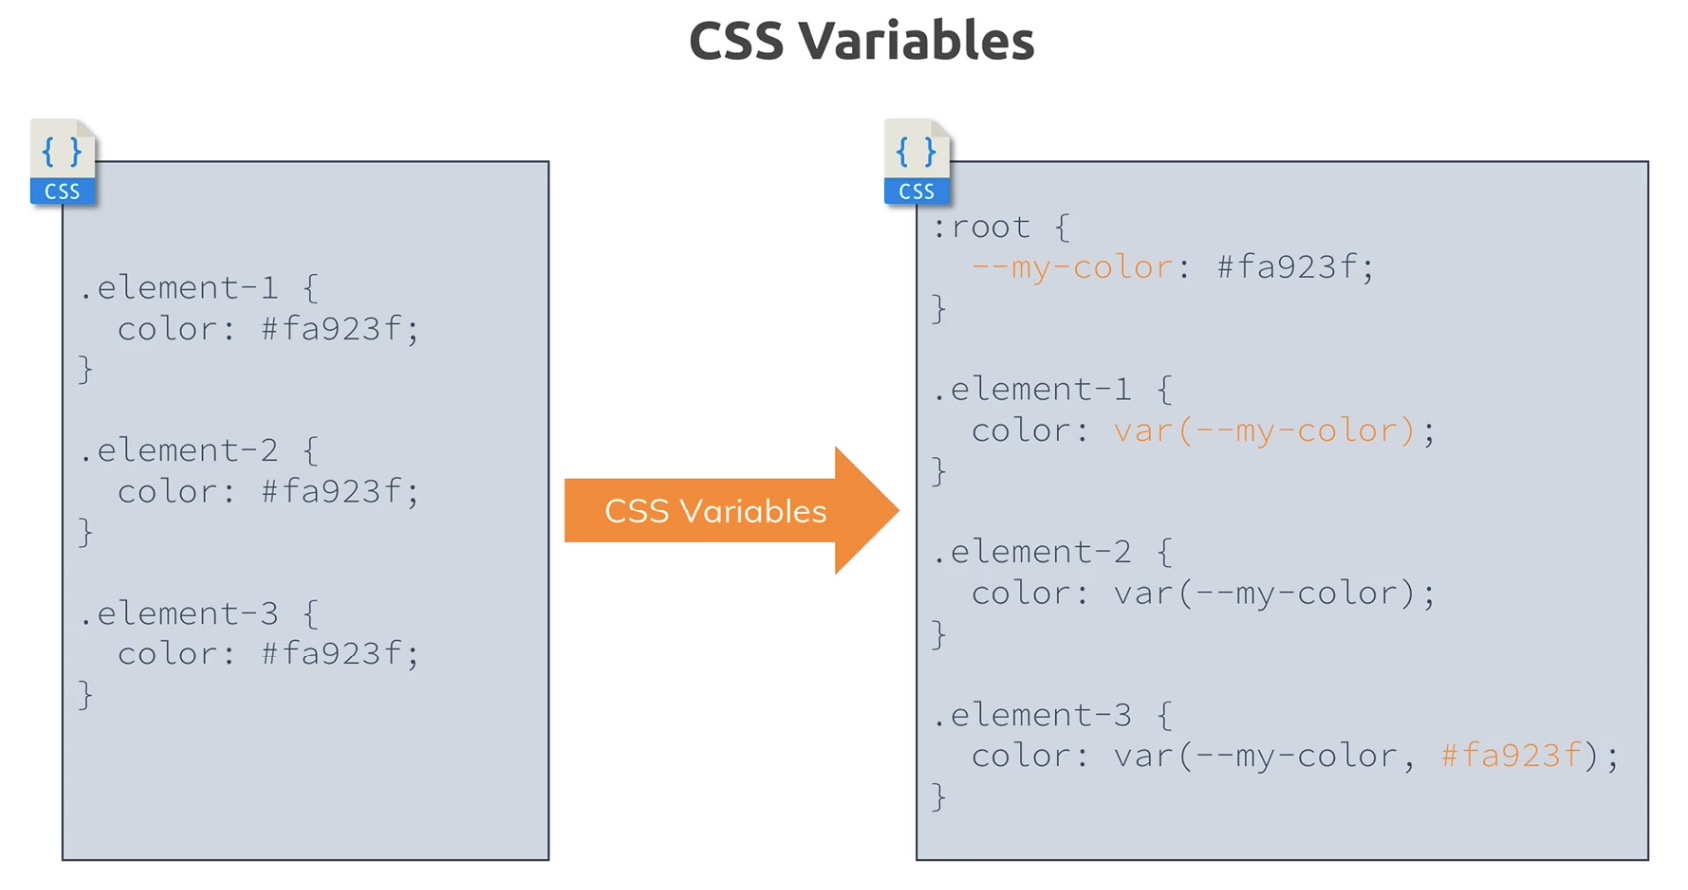 CSS Variables
{ }
CSS
.element-1 {
  color: #fa923f;
}
.element-2 {
  color: #fa923f;
}
.element-3 {
  color: #fa923f;
}
CSS Variables
{ }
CSS
:root {
  --my-color: #fa923f;
}
.element-1 {
  color: var(--my-color);
}
.element-2 {
  color: var(--my-color);
}
.element-3 {
  color: var(--my-color, #fa923f);
}